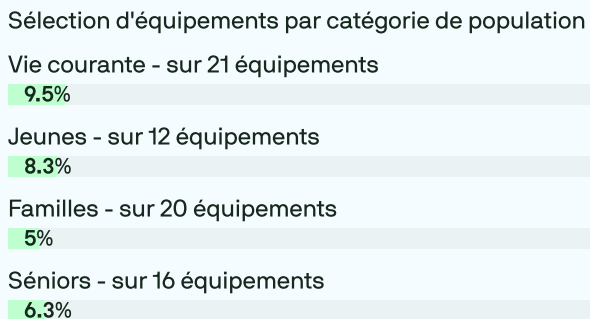 Sélection d'équipements par catégorie de population
Vie courante - sur 21 équipements
9.5%
Jeunes - sur 12 équipements
8.3%
Familles - sur 20 équipements
5%
Séniors - sur 16 équipements
6.3%